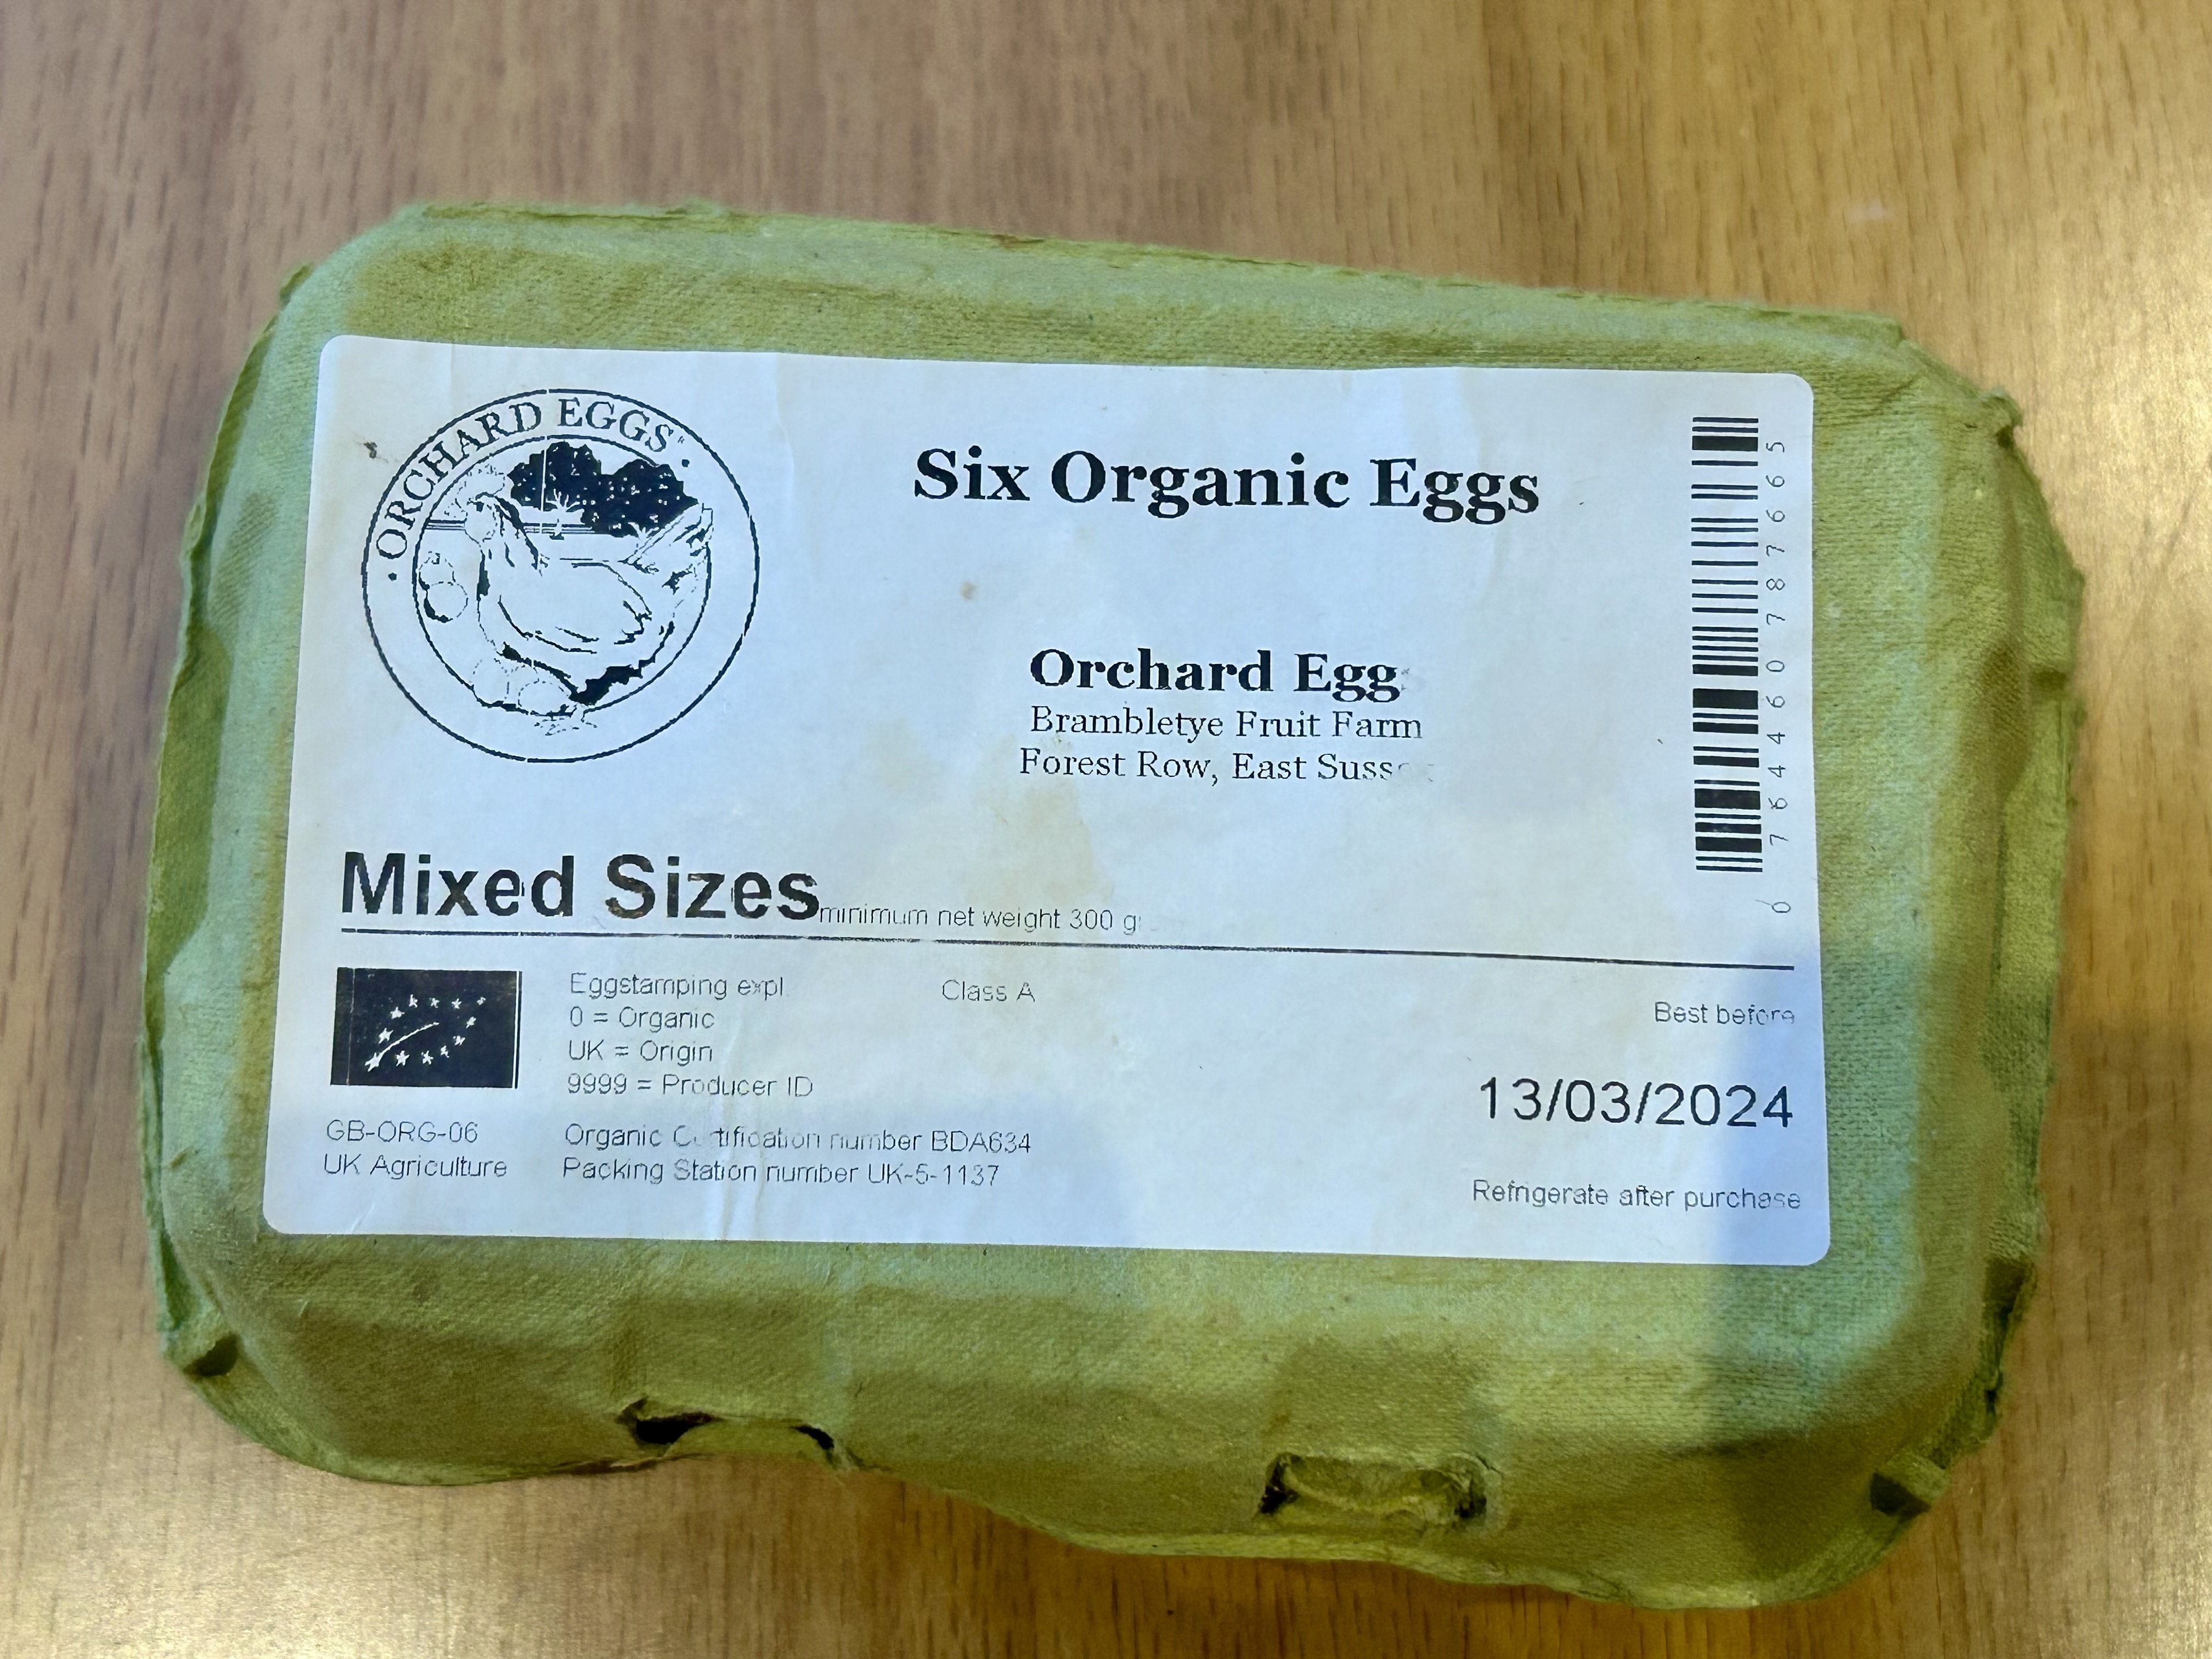 · ORCHARD EGGS ·
Six Organic Eggs
Orchard Egg
Brambletye Fruit Farm
Forest Row, East
Mixed Sizes minimum net weight 300 g
Eggstamping expl
Class A
0 = Organic
UK = Origin
9999 = Producer ID
GB-ORG-06
UK Agriculture
Organic number BDA634
Packing Station number UK-5-1137
Best before
13/03/2024
Refrigerate after purchase
0 764460 787665